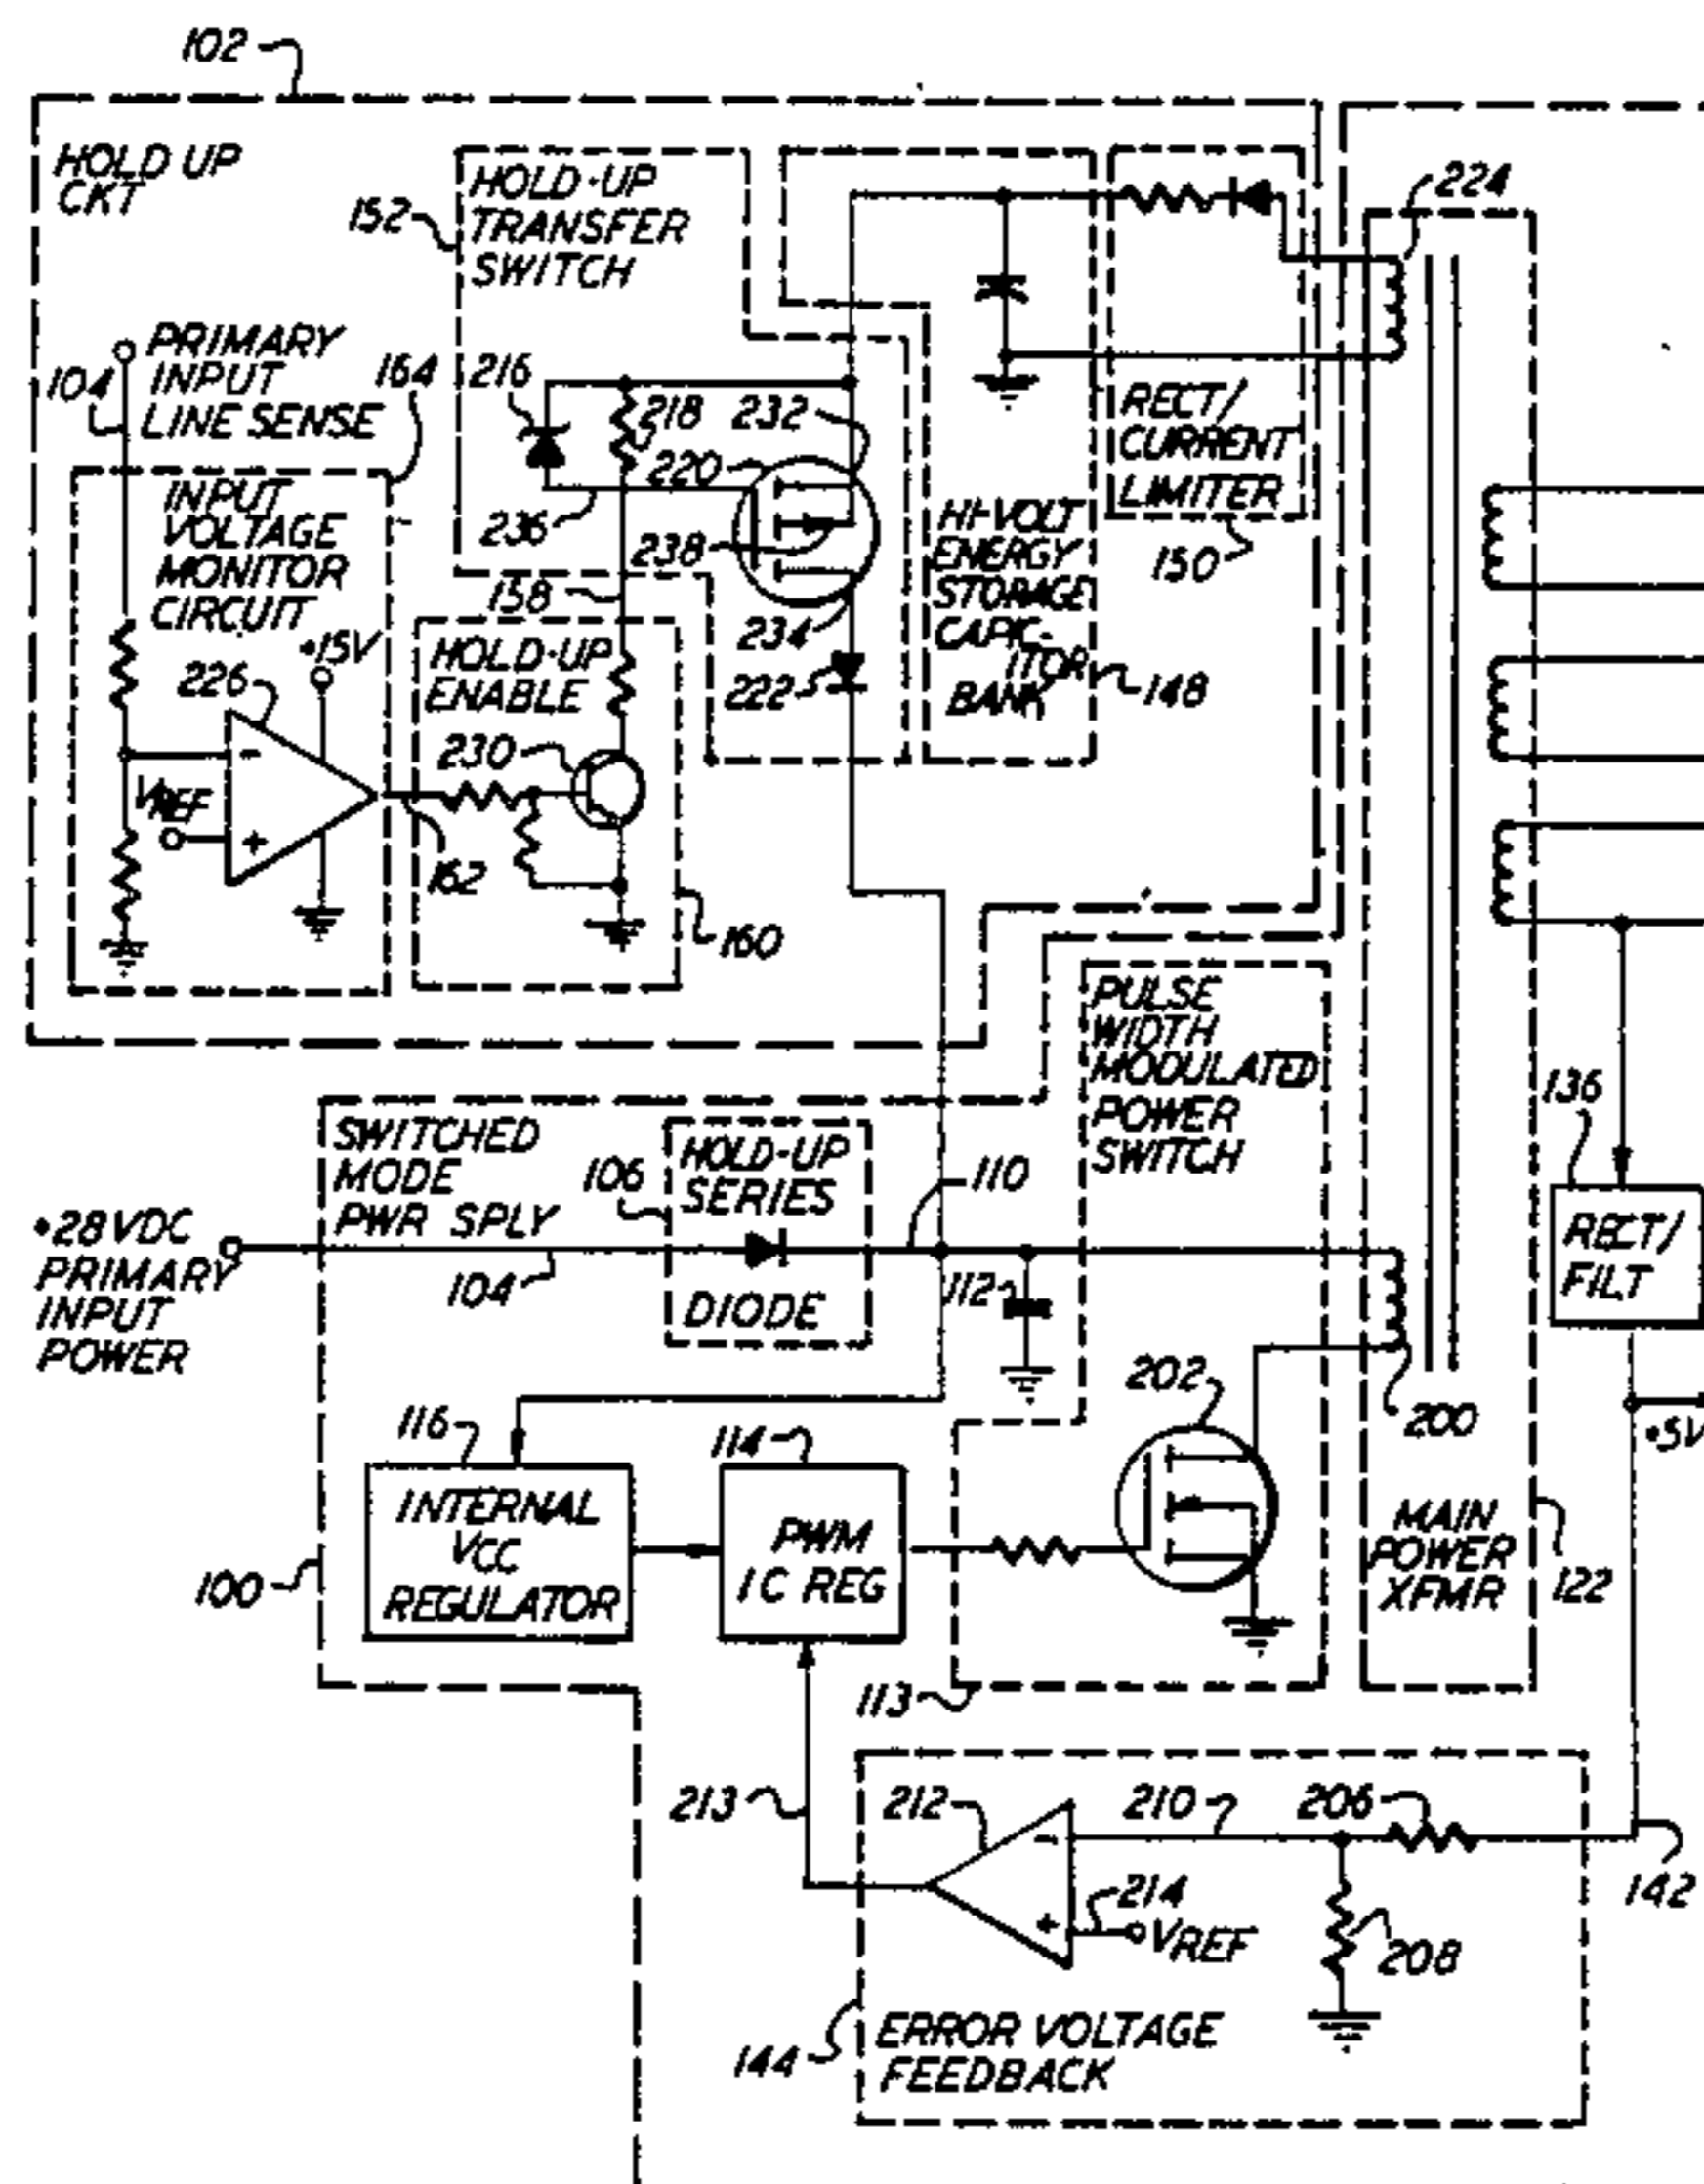 102
HOLD UP
CKT
152
HOLD-UP
TRANSFER
SWITCH
224
104
PRIMARY
INPUT
LINE SENSE
164
216
218
232
220
236
238
RECT/
CURRENT
LIMITER
150
INPUT
VOLTAGE
MONITOR
CIRCUIT
+15V
226
-
VREF
+
158
HOLD-UP
ENABLE
230
162
160
234
222
HI-VOLT
ENERGY
STORAGE
CAPIC-
ITOR
BANK
148
PULSE
WIDTH
MODULATED
POWER
SWITCH
136
RECT/
FILT
+5V
SWITCHED
MODE
PWR SPLY
106
HOLD-UP
SERIES
DIODE
110
+28VDC
PRIMARY
INPUT
POWER
104
112
202
200
116
INTERNAL
VCC
REGULATOR
114
PWM
IC REG
MAIN
POWER
XFMR
122
100
113
213
212
-
210
206
+
214
VREF
208
142
144
ERROR VOLTAGE
FEEDBACK